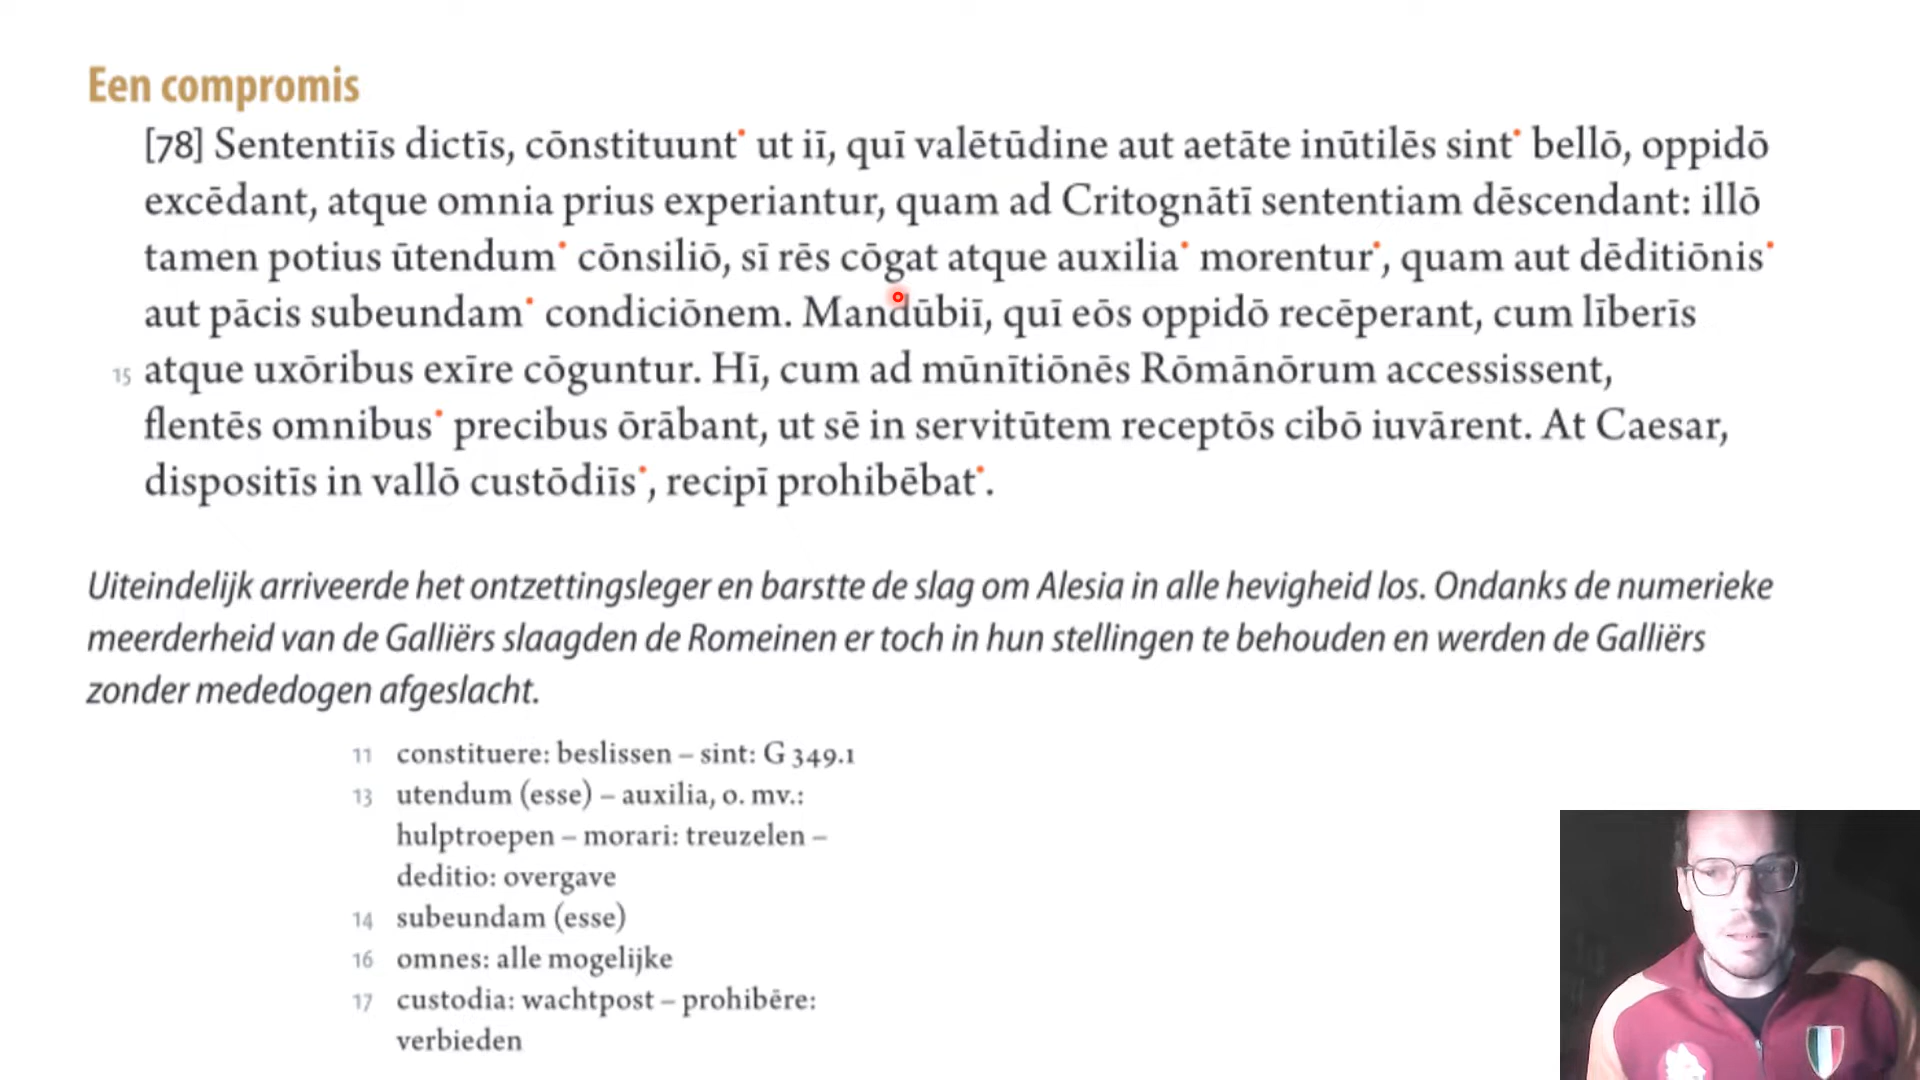 Een compromis
[78] Sententiīs dictīs, cōnstituunt• ut iī, quī valētūdine aut aetāte inūtilēs sint• bellō, oppidō
excēdant, atque omnia prius experiantur, quam ad Critognātī sententiam dēscendant: illō
tamen potius ūtendum• cōnsiliō, sī rēs cōgat atque auxilia• morentur•, quam aut dēditiōnis•
aut pācis subeundam• condiciōnem. Mandūbiī, quī eōs oppidō recēperant, cum līberīs
15 atque uxōribus exīre cōguntur. Hī, cum ad mūnītiōnēs Rōmānōrum accessissent,
flentēs omnibus• precibus ōrābant, ut sē in servitūtem receptōs cibō iuvārent. At Caesar,
dispositīs in vallō custōdiīs•, recipī prohibēbat•.
Uiteindelijk arriveerde het ontzettingsleger en barstte de slag om Alesia in alle hevigheid los. Ondanks de numerieke
meerderheid van de Galliërs slaagden de Romeinen er toch in hun stellingen te behouden en werden de Galliërs
zonder mededogen afgeslacht.
11 constituere: beslissen – sint: G 349.1
13 utendum (esse) – auxilia, o. mv.:
hulptroepen – morari: treuzelen –
deditio: overgave
14 subeundam (esse)
16 omnes: alle mogelijke
17 custodia: wachtpost – prohibēre:
verbieden